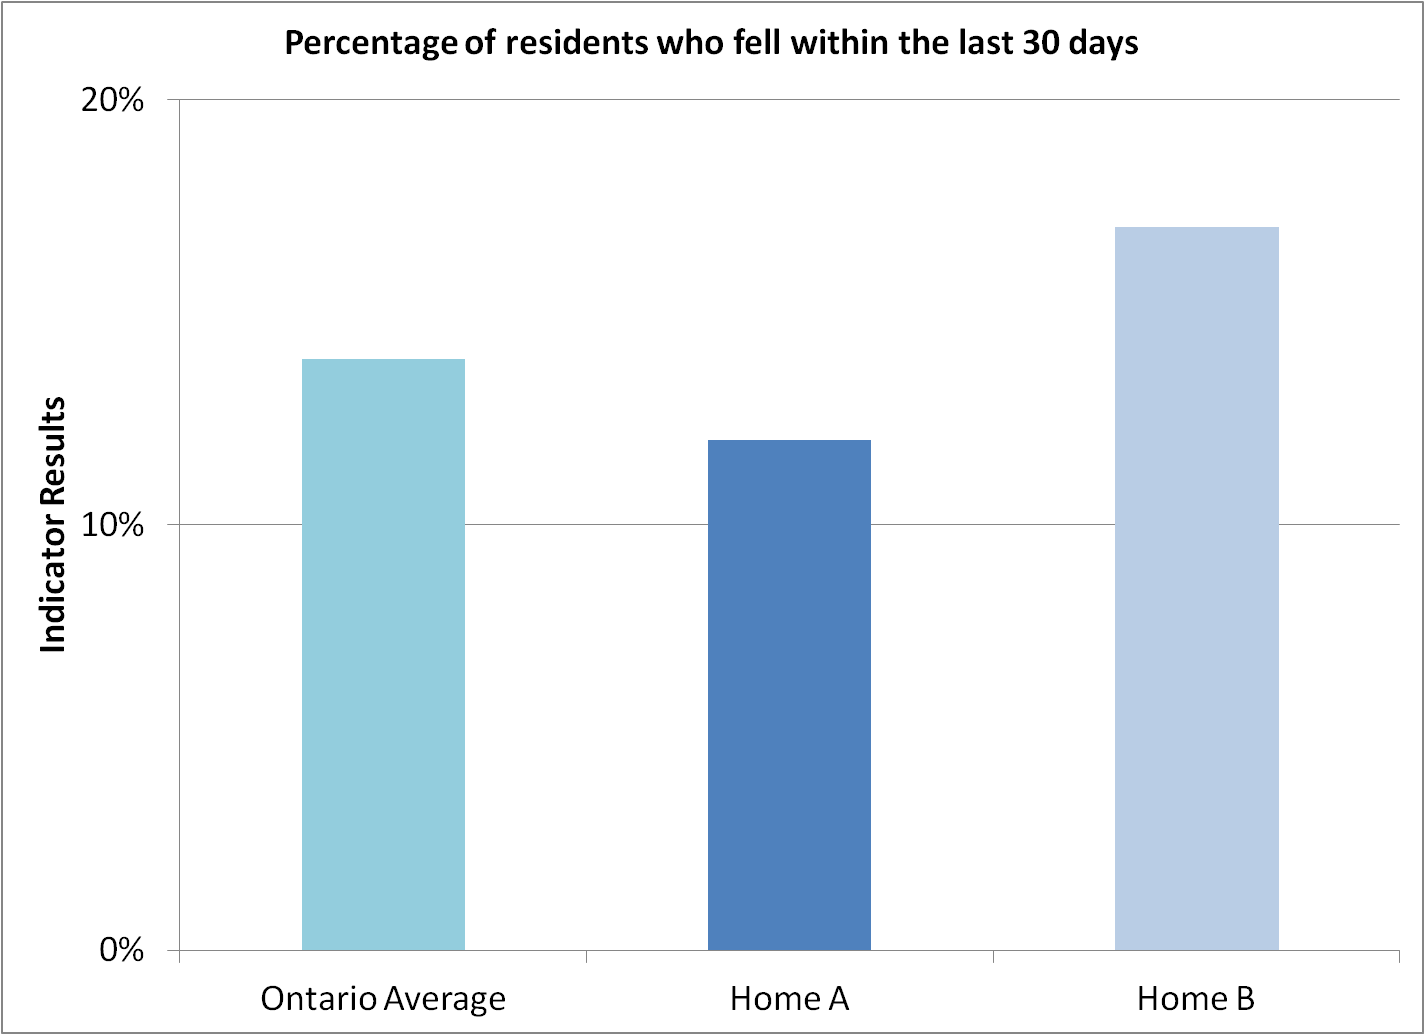 Percentage of residents who fell within the last 30 days
20%
10%
0%
Indicator Results
Ontario Average
Home A
Home B